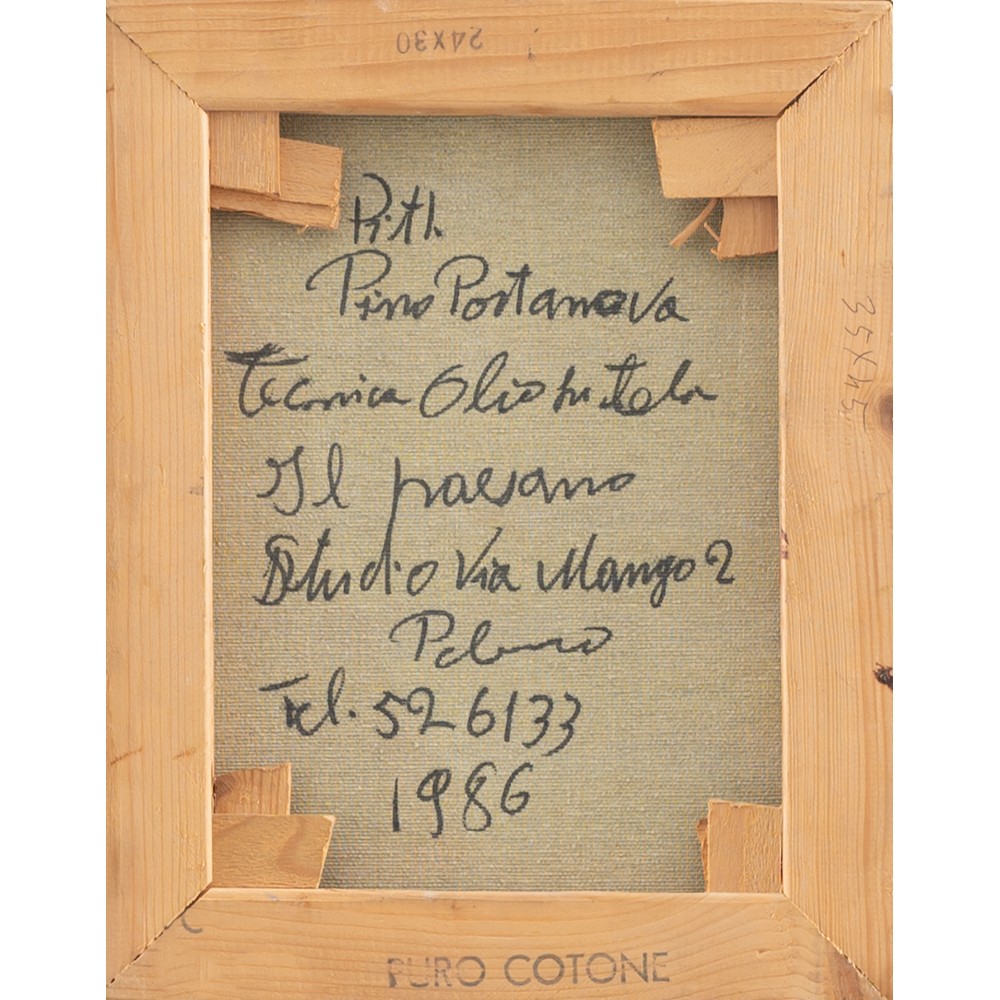 24X30
Pitt.
Pino Portanova
Tecnica Olio su tela
Il paesano
Studio Via Mango 2
Palermo
Tel. 526133
1986
35X45
PURO COTONE